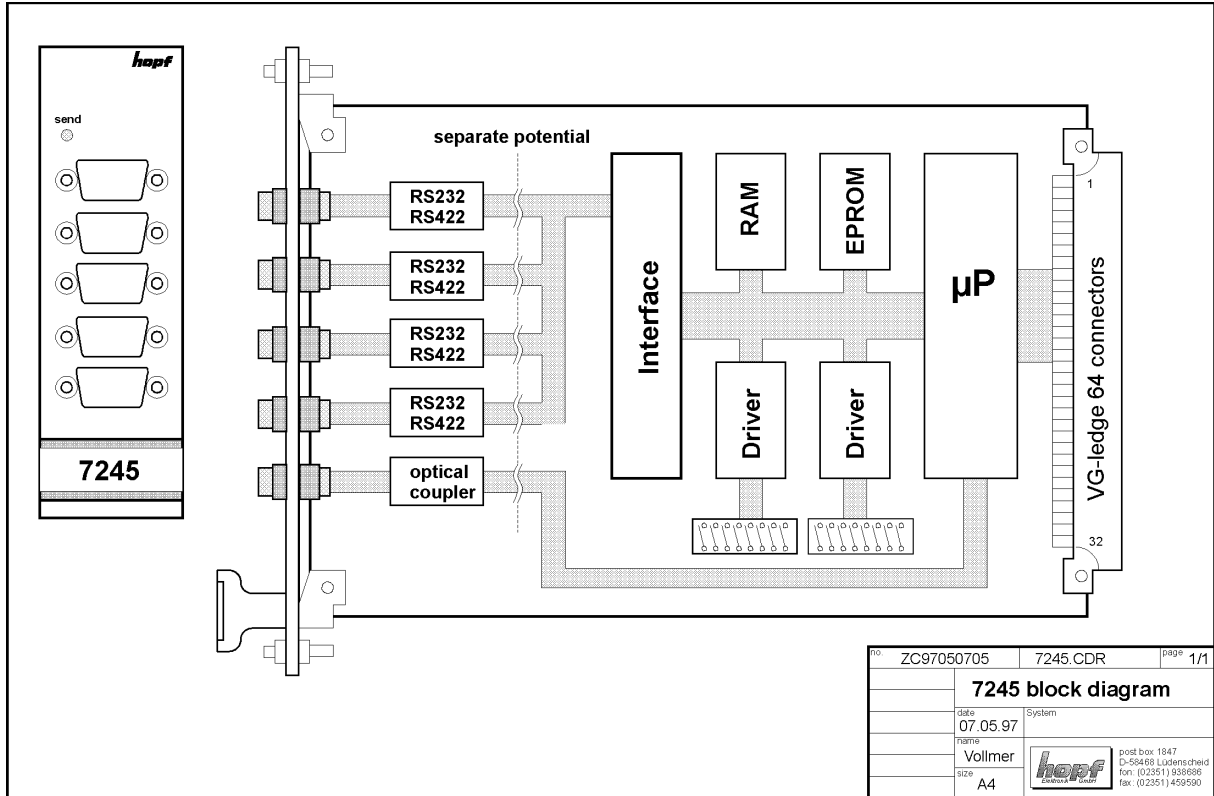 hopf
send
7245
separate potential
RS232
RS422
RS232
RS422
RS232
RS422
RS232
RS422
optical
coupler
Interface
RAM
EPROM
Driver
Driver
µP
1
VG-ledge 64 connectors
32
no. ZC97050705 7245.CDR page 1/1
7245 block diagram
date System
07.05.97
name
Vollmer
size
A4
hopf
Elektronik GmbH
post box 1847
D-58468 Lüdenscheid
fon: (02351) 938686
fax: (02351) 459590